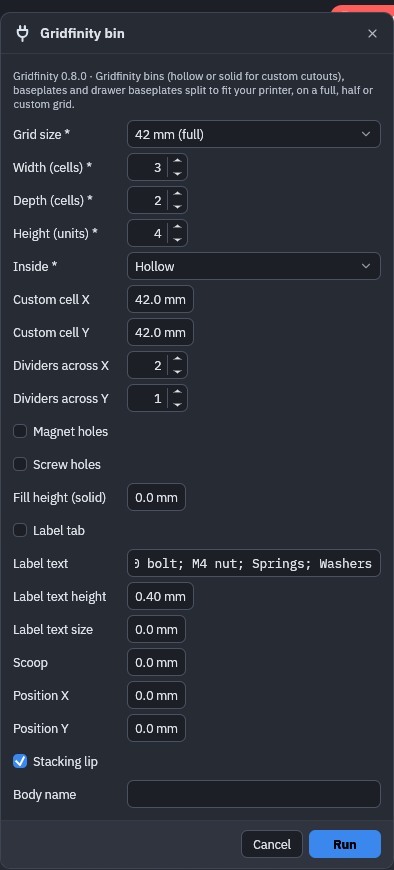 Gridfinity bin
Gridfinity 0.8.0 · Gridfinity bins (hollow or solid for custom cutouts),
baseplates and drawer baseplates split to fit your printer, on a full, half or
custom grid.
Grid size * 42 mm (full)
Width (cells) * 3
Depth (cells) * 2
Height (units) * 4
Inside * Hollow
Custom cell X 42.0 mm
Custom cell Y 42.0 mm
Dividers across X 2
Dividers across Y 1
Magnet holes
Screw holes
Fill height (solid) 0.0 mm
Label tab
Label text 0 bolt; M4 nut; Springs; Washers
Label text height 0.40 mm
Label text size 0.0 mm
Scoop 0.0 mm
Position X 0.0 mm
Position Y 0.0 mm
Stacking lip
Body name
Cancel Run